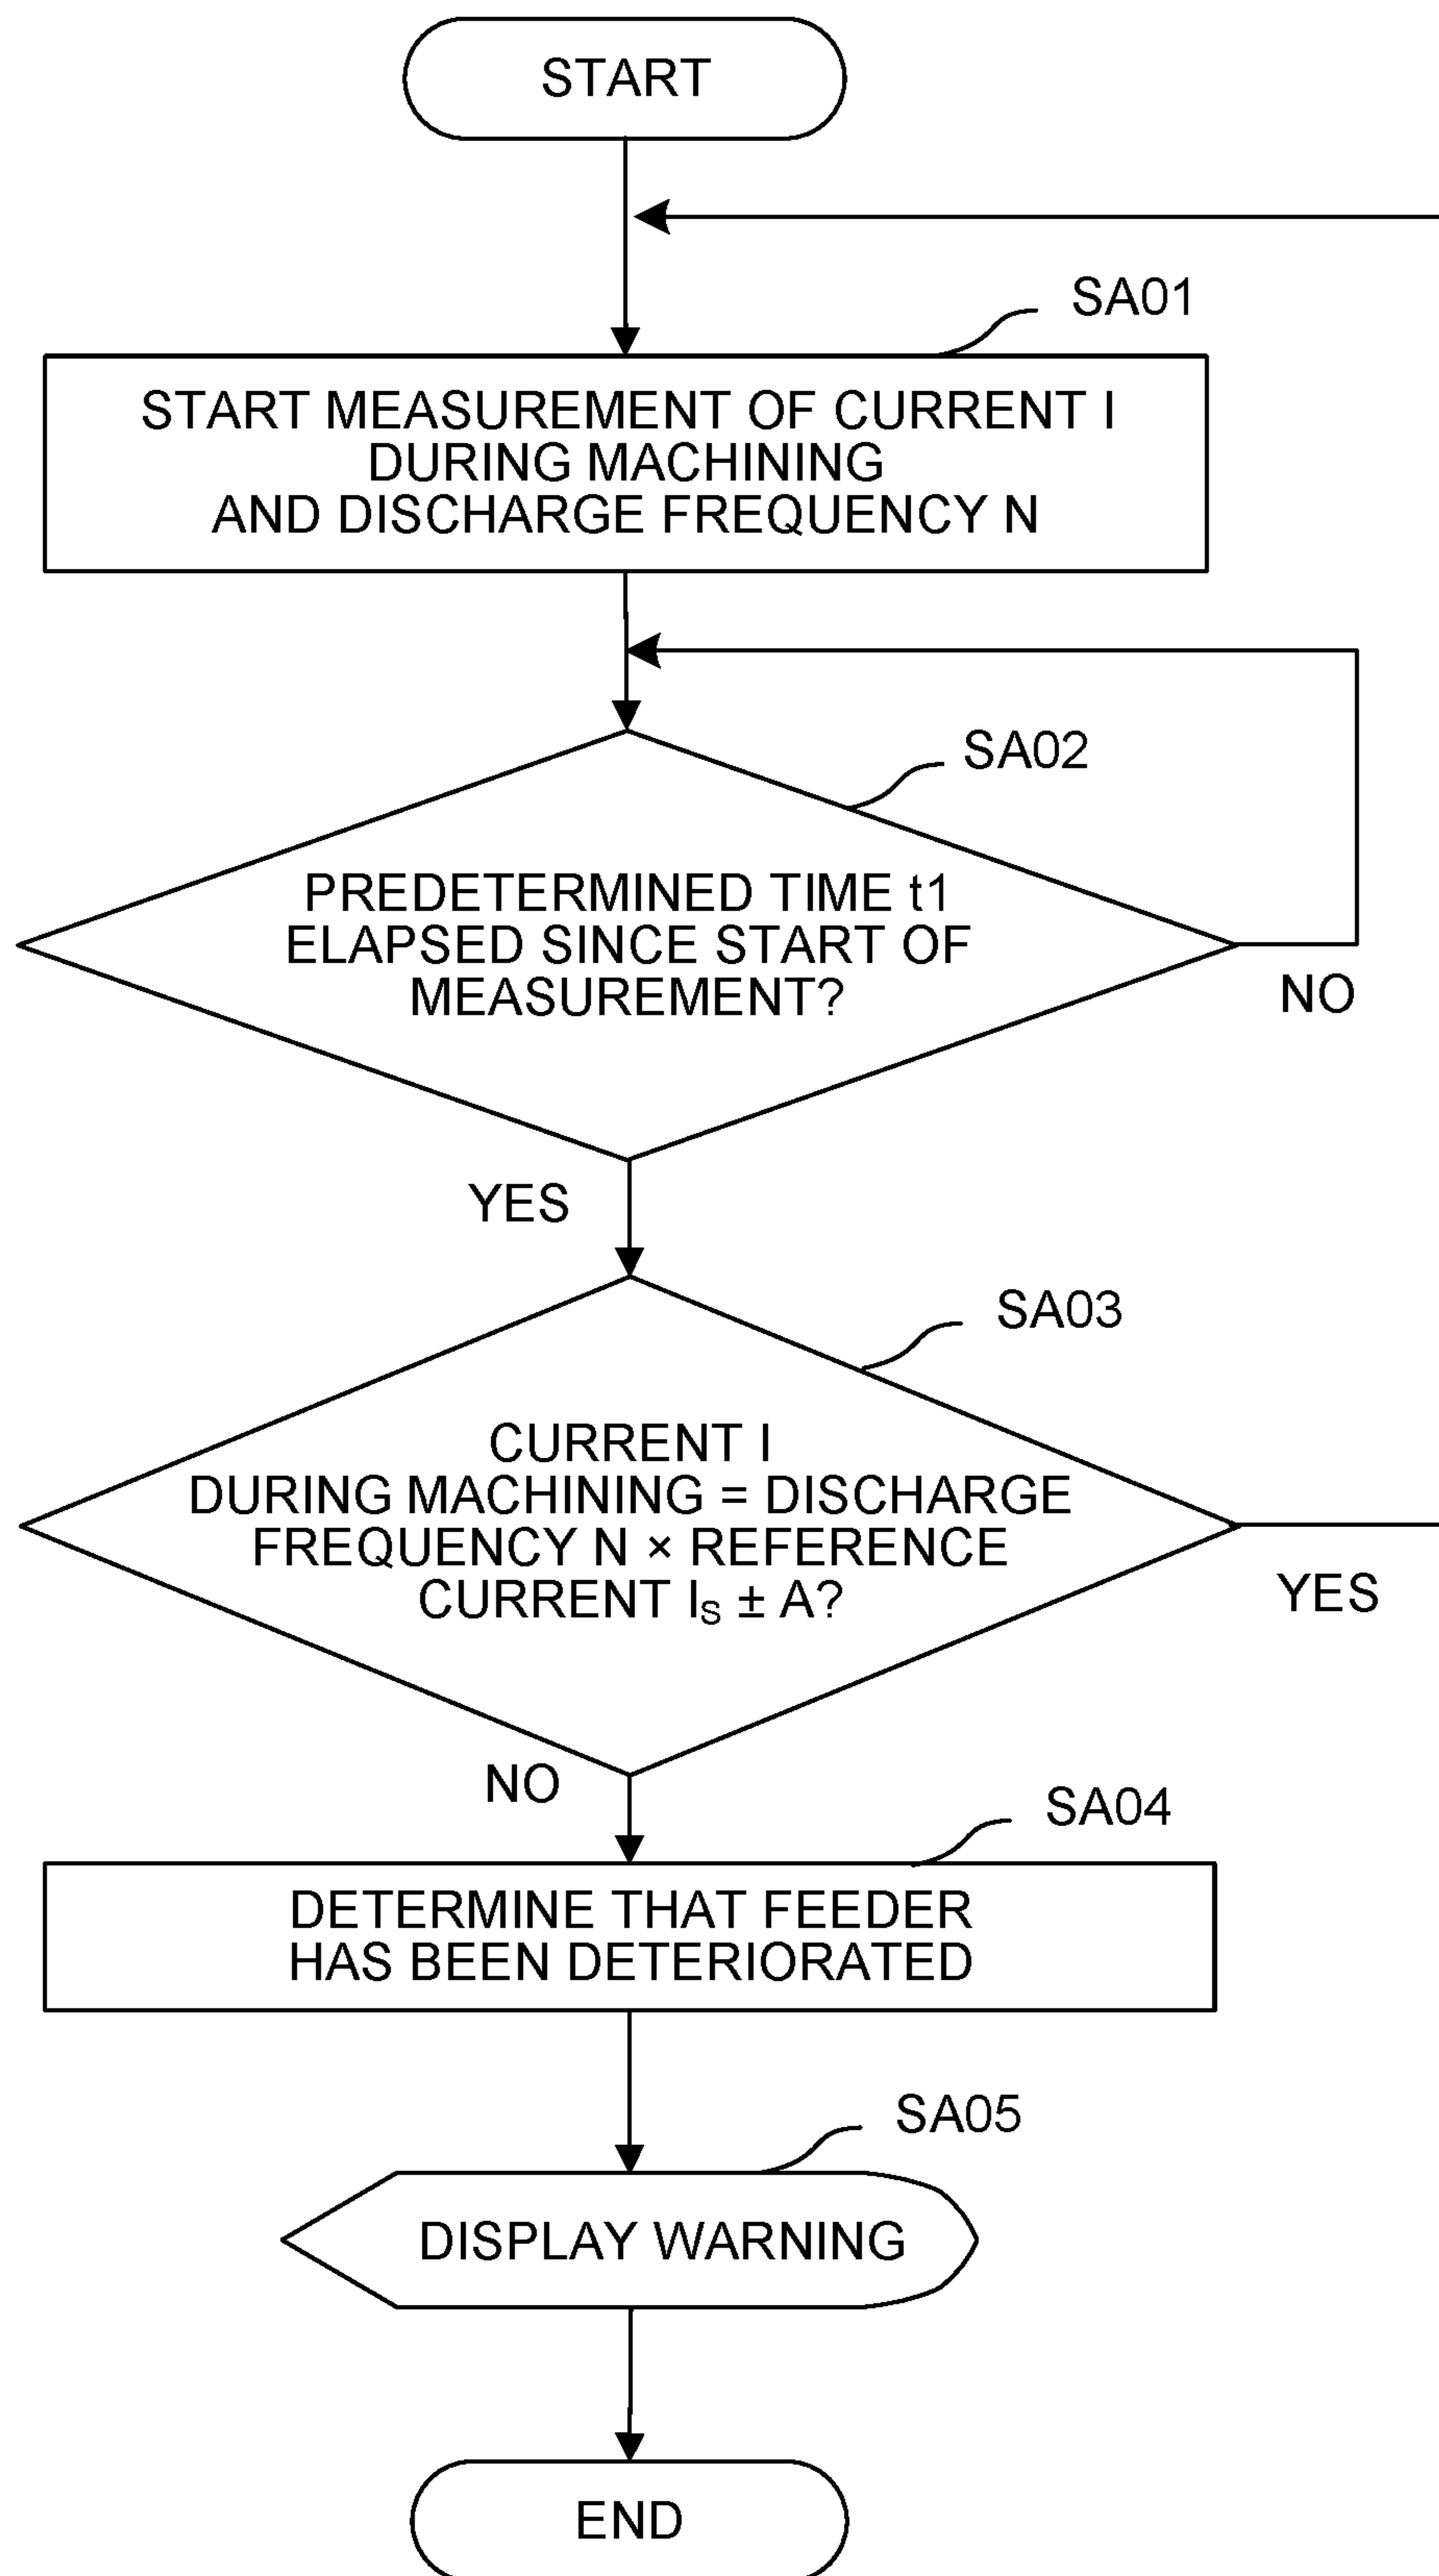 START
SA01
START MEASUREMENT OF CURRENT I
DURING MACHINING
AND DISCHARGE FREQUENCY N
SA02
PREDETERMINED TIME t1
ELAPSED SINCE START OF
MEASUREMENT?
NO
YES
SA03
CURRENT I
DURING MACHINING = DISCHARGE
FREQUENCY N × REFERENCE
CURRENT Iₛ ± A?
YES
NO
SA04
DETERMINE THAT FEEDER
HAS BEEN DETERIORATED
SA05
DISPLAY WARNING
END